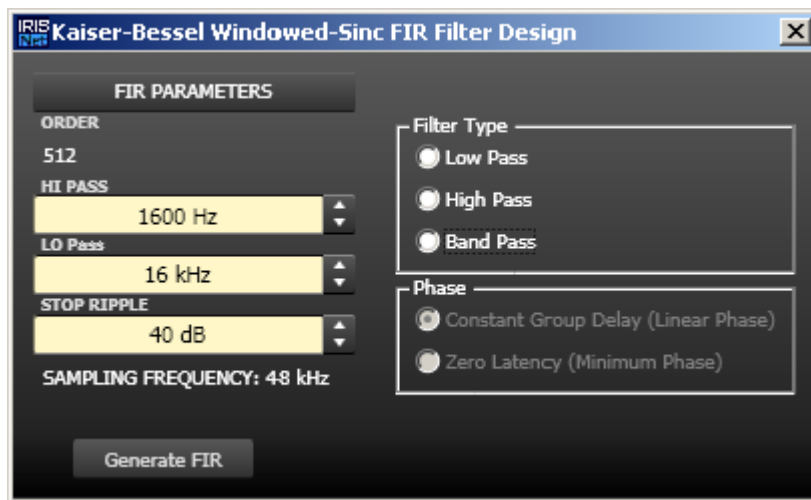 IRIS
Net
Kaiser-Bessel Windowed-Sinc FIR Filter Design
FIR PARAMETERS
ORDER
512
HI PASS
1600 Hz
LO Pass
16 kHz
STOP RIPPLE
40 dB
SAMPLING FREQUENCY: 48 kHz
Generate FIR
Filter Type
Low Pass
High Pass
Band Pass
Phase
Constant Group Delay (Linear Phase)
Zero Latency (Minimum Phase)